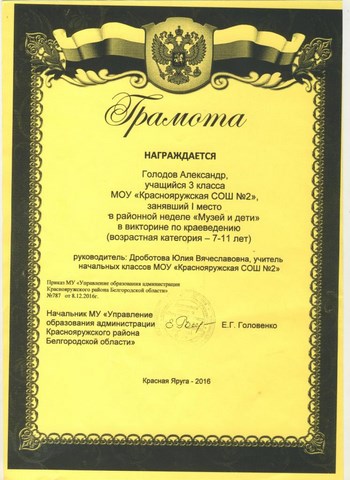 Грамота
НАГРАЖДАЕТСЯ
Голодов Александр,
учащийся 3 класса
МОУ «Краснояружская СОШ №2»,
занявший I место
в районной неделе «Музей и дети»
в викторине по краеведению
(возрастная категория – 7-11 лет)
руководитель: Дроботова Юлия Вячеславовна, учитель
начальных классов МОУ «Краснояружская СОШ №2»
Приказ МУ «Управление образования администрации
Краснояружского района Белгородской области»
№787 от 8.12.2016г.
Начальник МУ «Управление
образования администрации
Краснояружского района
Белгородской области»
Е.Г. Головенко
Красная Яруга - 2016